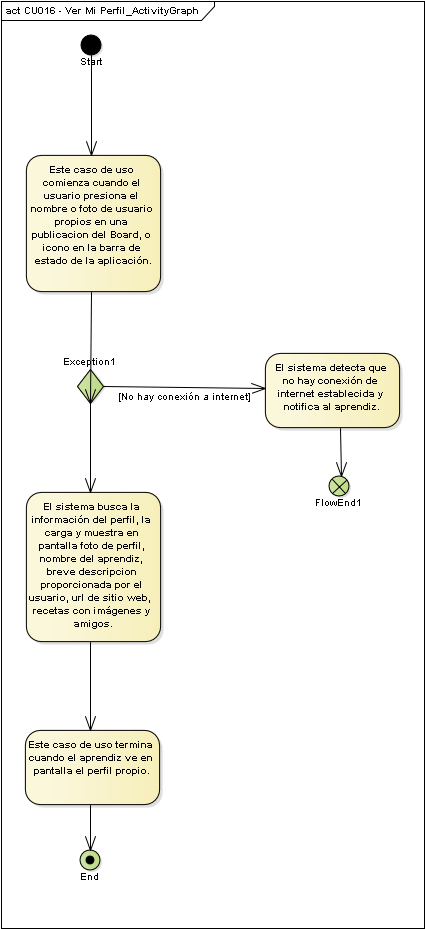 act CU016 - Ver Mi Perfil_ActivityGraph
Start
Este caso de uso
comienza cuando el
usuario presiona el
nombre o foto de usuario
propios en una
publicacion del Board, o
icono en la barra de
estado de la aplicación.
Exception1
[No hay conexión a internet]
El sistema detecta que
no hay conexión de
internet establecida y
notifica al aprendiz.
FlowEnd1
El sistema busca la
información del perfil, la
carga y muestra en
pantalla foto de perfil,
nombre del aprendiz,
breve descripcion
proporcionada por el
usuario, url de sitio web,
recetas con imágenes y
amigos.
Este caso de uso termina
cuando el aprendiz ve en
pantalla el perfil propio.
End